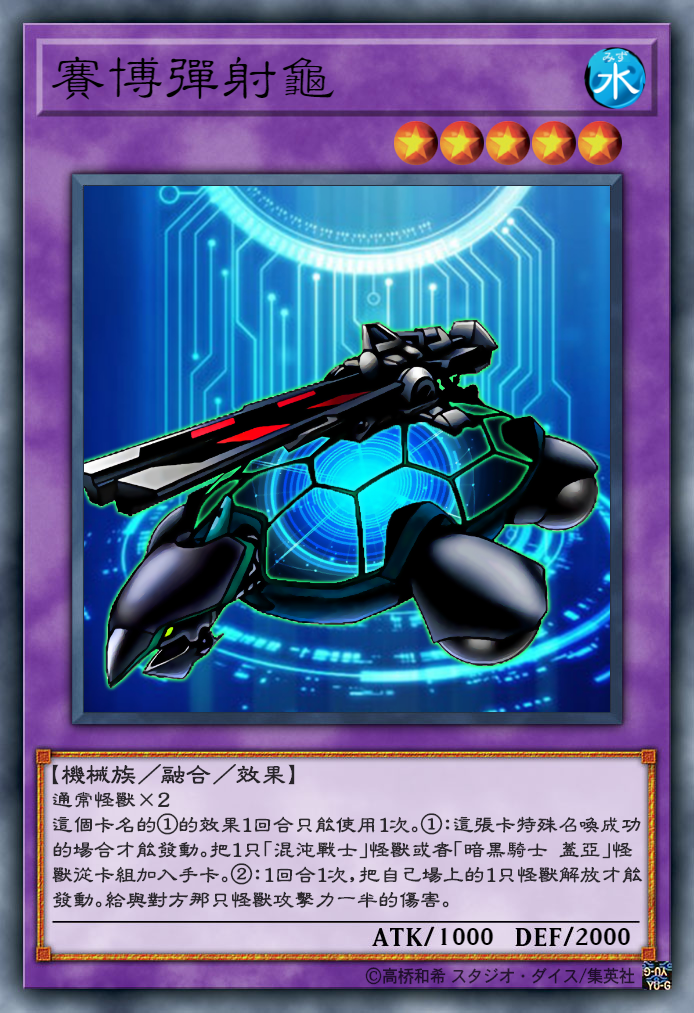 賽博彈射龜
みず
水
【機械族／融合／效果】
通常怪獸×2
這個卡名的①的效果1回合只能使用1次。①：這張卡特殊召喚成功
的場合才能發動。把1只「混沌戰士」怪獸或者「暗黑騎士 蓋亞」怪
獸從卡組加入手卡。②：1回合1次，把自己場上的1只怪獸解放才能
發動。給與對方那只怪獸攻擊力一半的傷害。
ATK/1000 DEF/2000
©高桥和希 スタジオ・ダイス/集英社